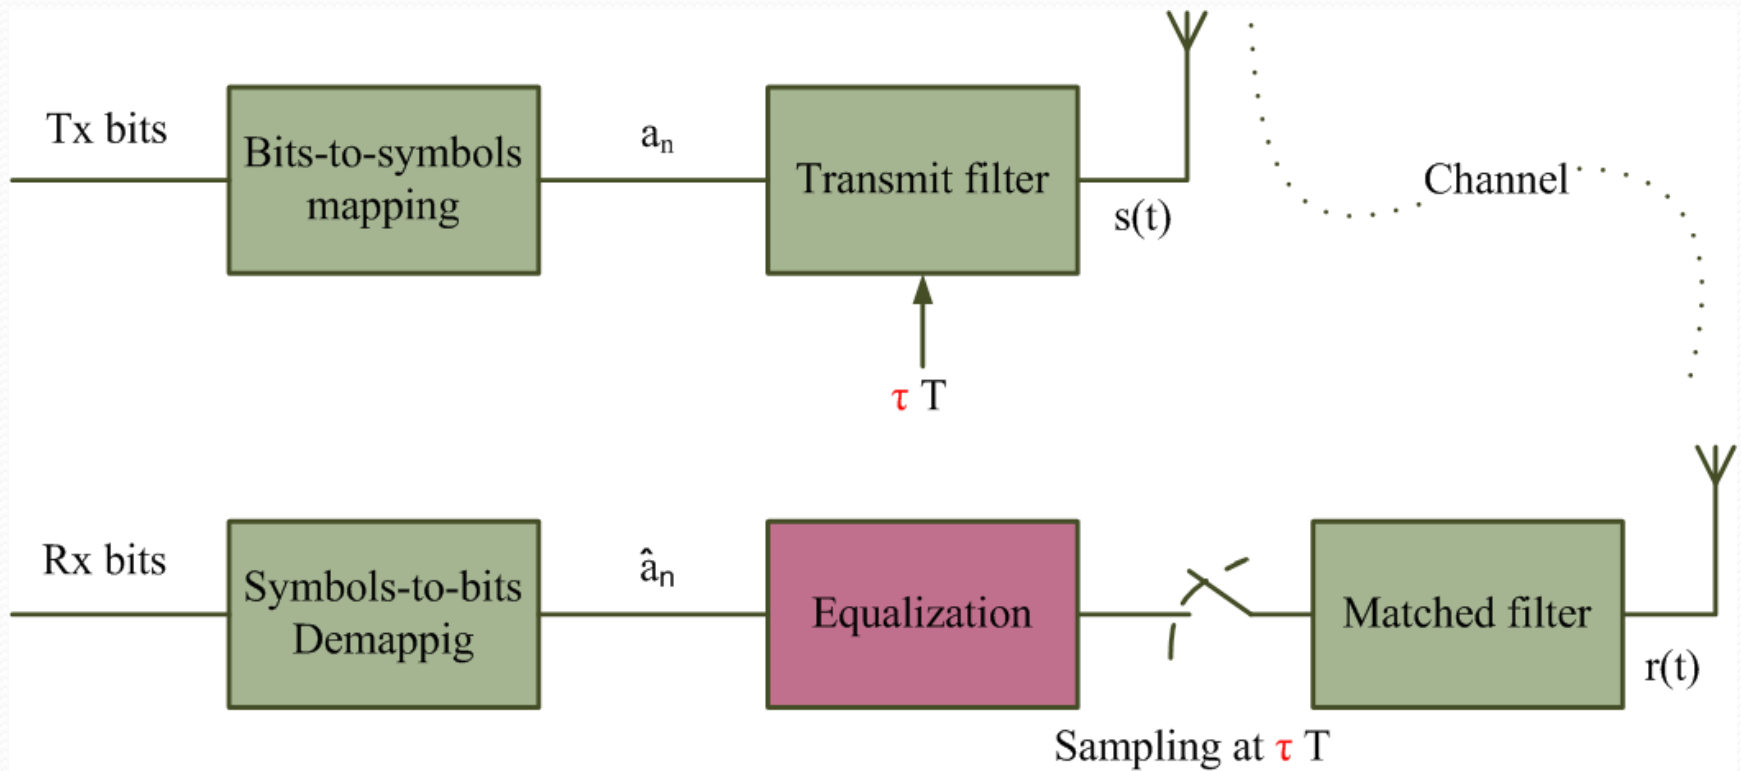 Tx bits
Bits-to-symbols
mapping
aₙ
Transmit filter
s(t)
Channel
τ T
Rx bits
Symbols-to-bits
Demappig
âₙ
Equalization
Sampling at τ T
Matched filter
r(t)